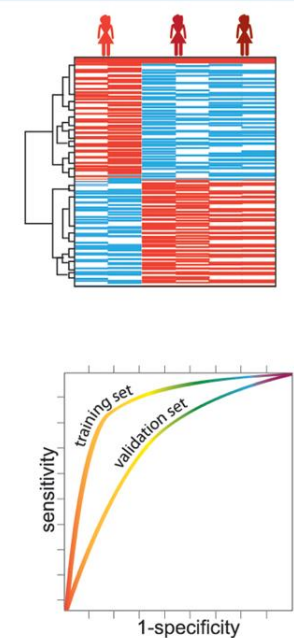 training set
validation set
sensitivity
1-specificity